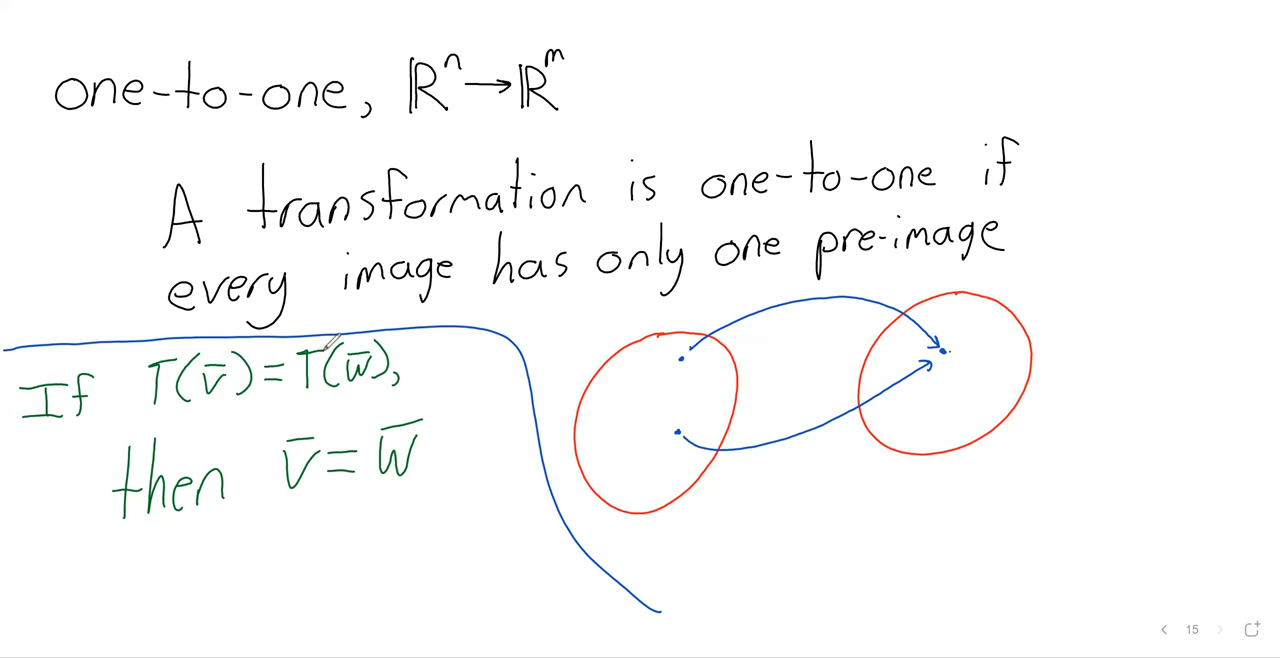 one-to-one, ℝⁿ→ℝᵐ
A transformation is one-to-one if
every image has only one pre-image
If T(v̄)=T(w̄),
then v̄=w̄
15